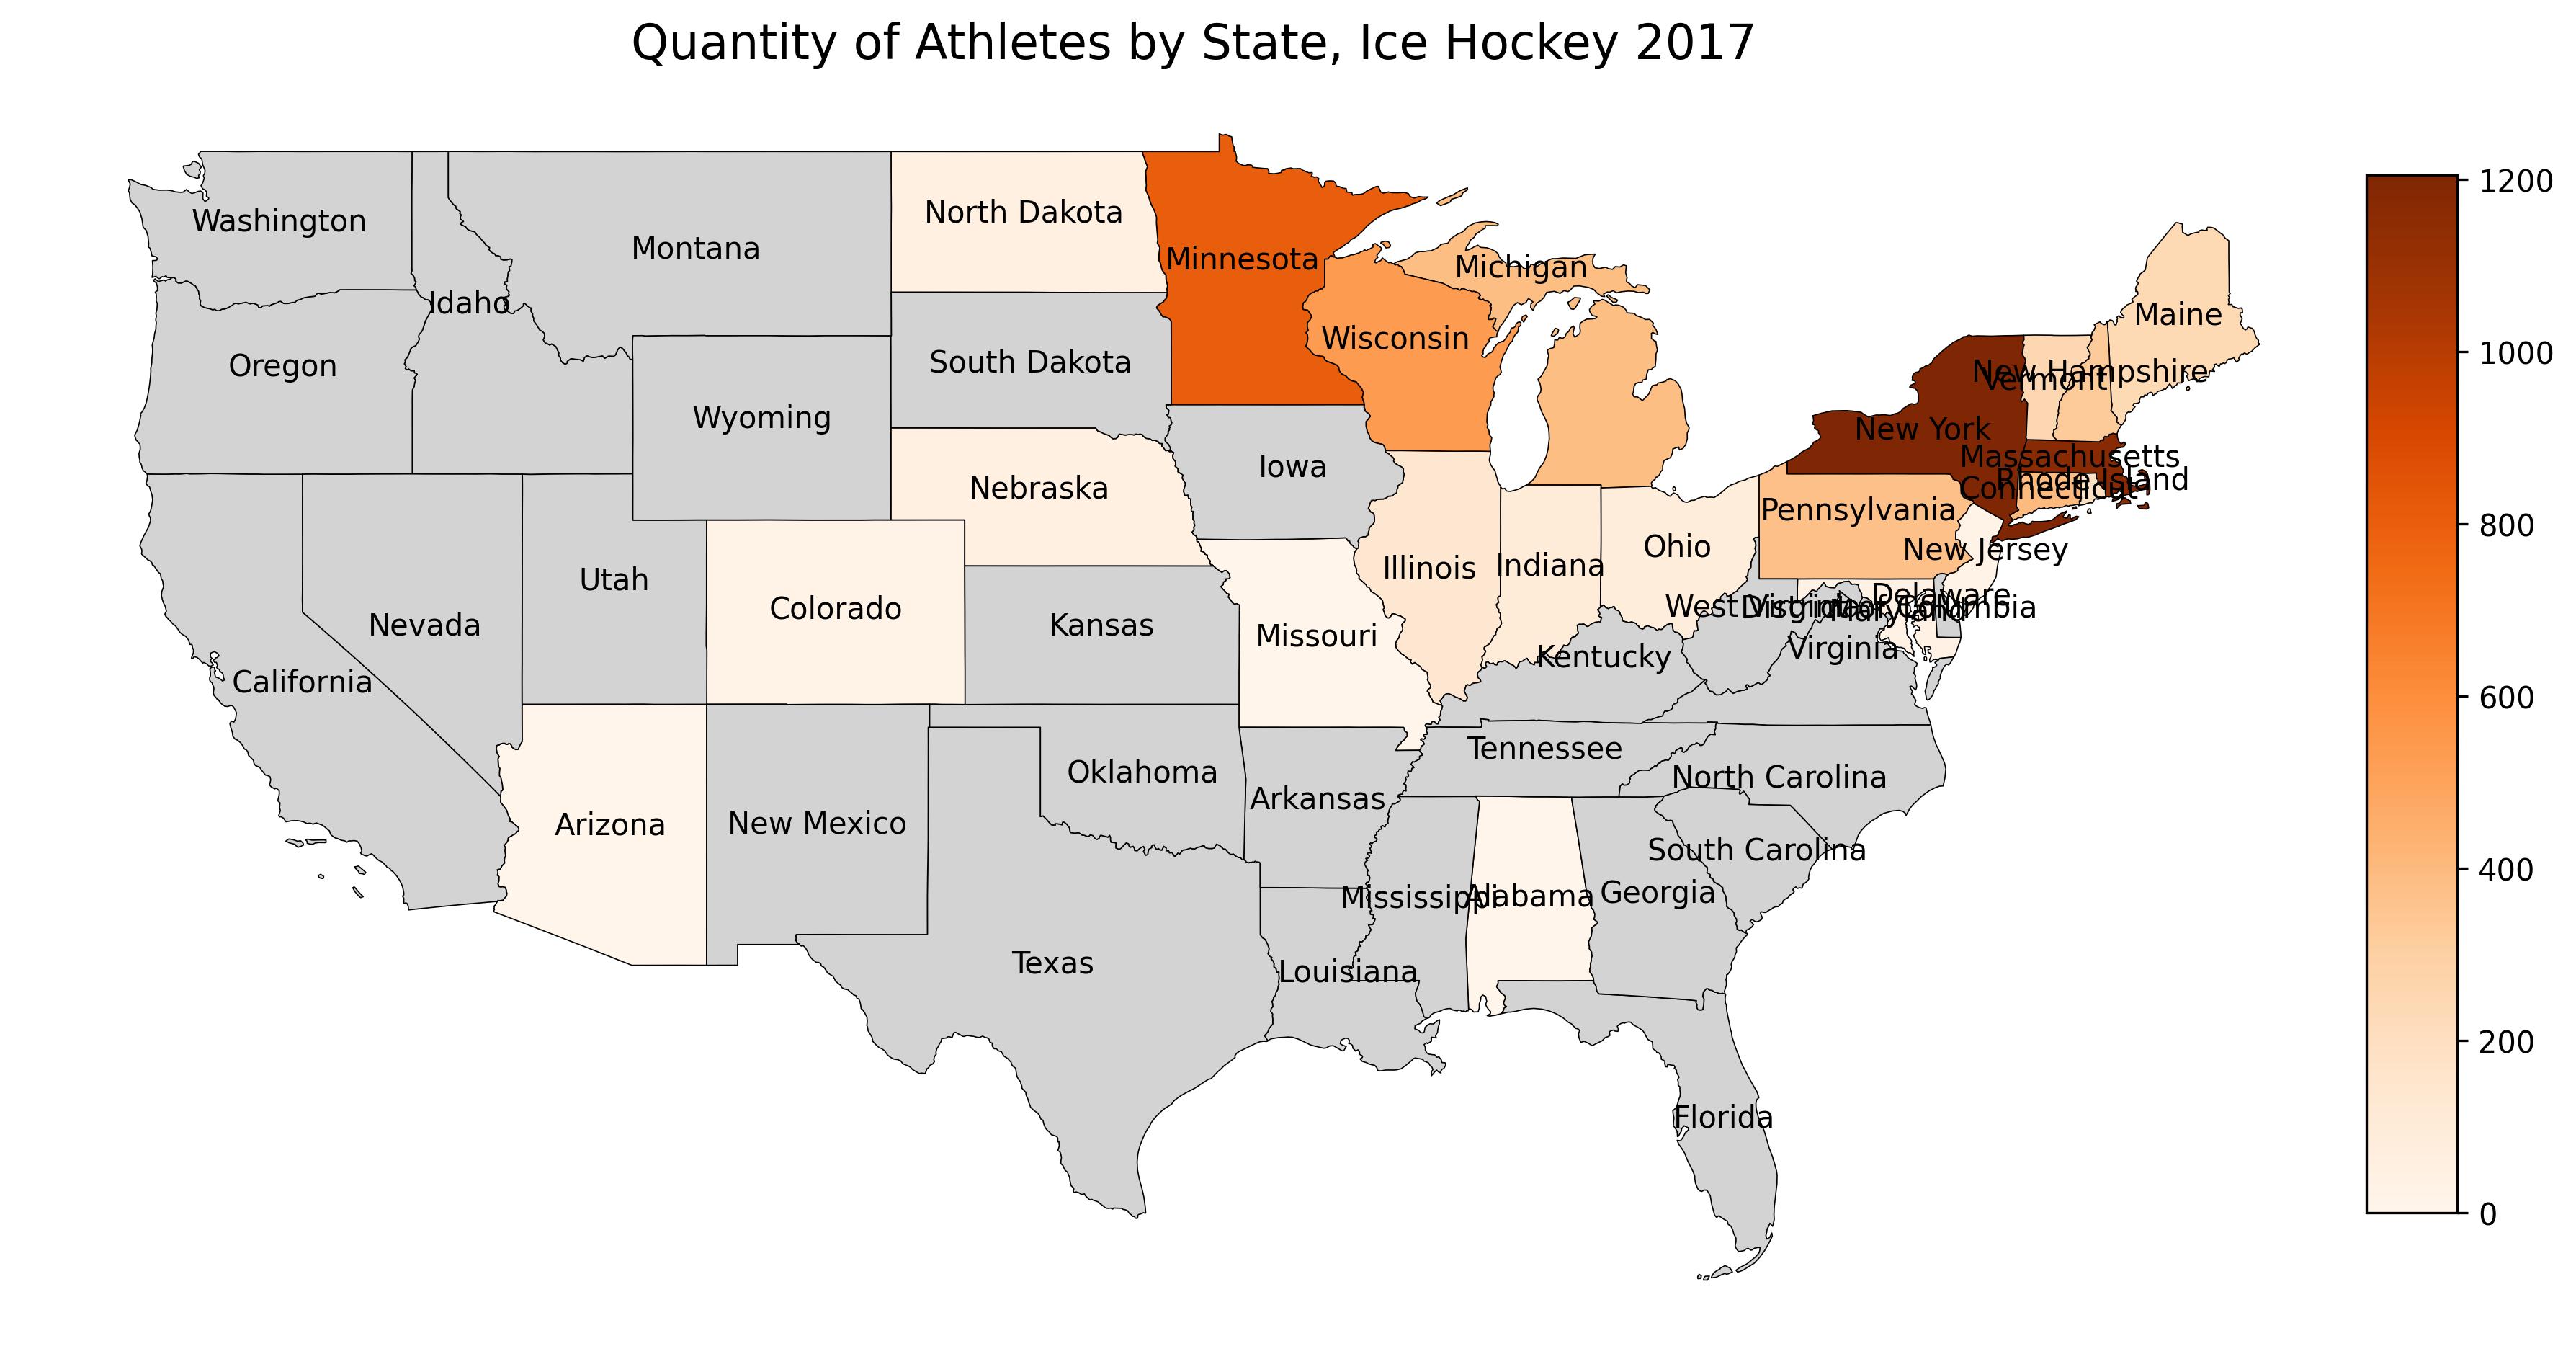 Quantity of Athletes by State, Ice Hockey 2017
Washington
Montana
North Dakota
Minnesota
Michigan
Idaho
Maine
Oregon
South Dakota
Wisconsin
New Hampshire
Vermont
Wyoming
New York
Iowa
Massachusetts
Rhode Island
Connecticut
Nebraska
Pennsylvania
Ohio
New Jersey
Illinois
Indiana
Utah
Delaware
Colorado
West Virginia
District of Columbia
Maryland
Nevada
Kansas
Missouri
Virginia
Kentucky
California
Tennessee
Oklahoma
North Carolina
Arkansas
Arizona
New Mexico
South Carolina
Mississippi
Alabama
Georgia
Texas
Louisiana
Florida
1200
1000
800
600
400
200
0